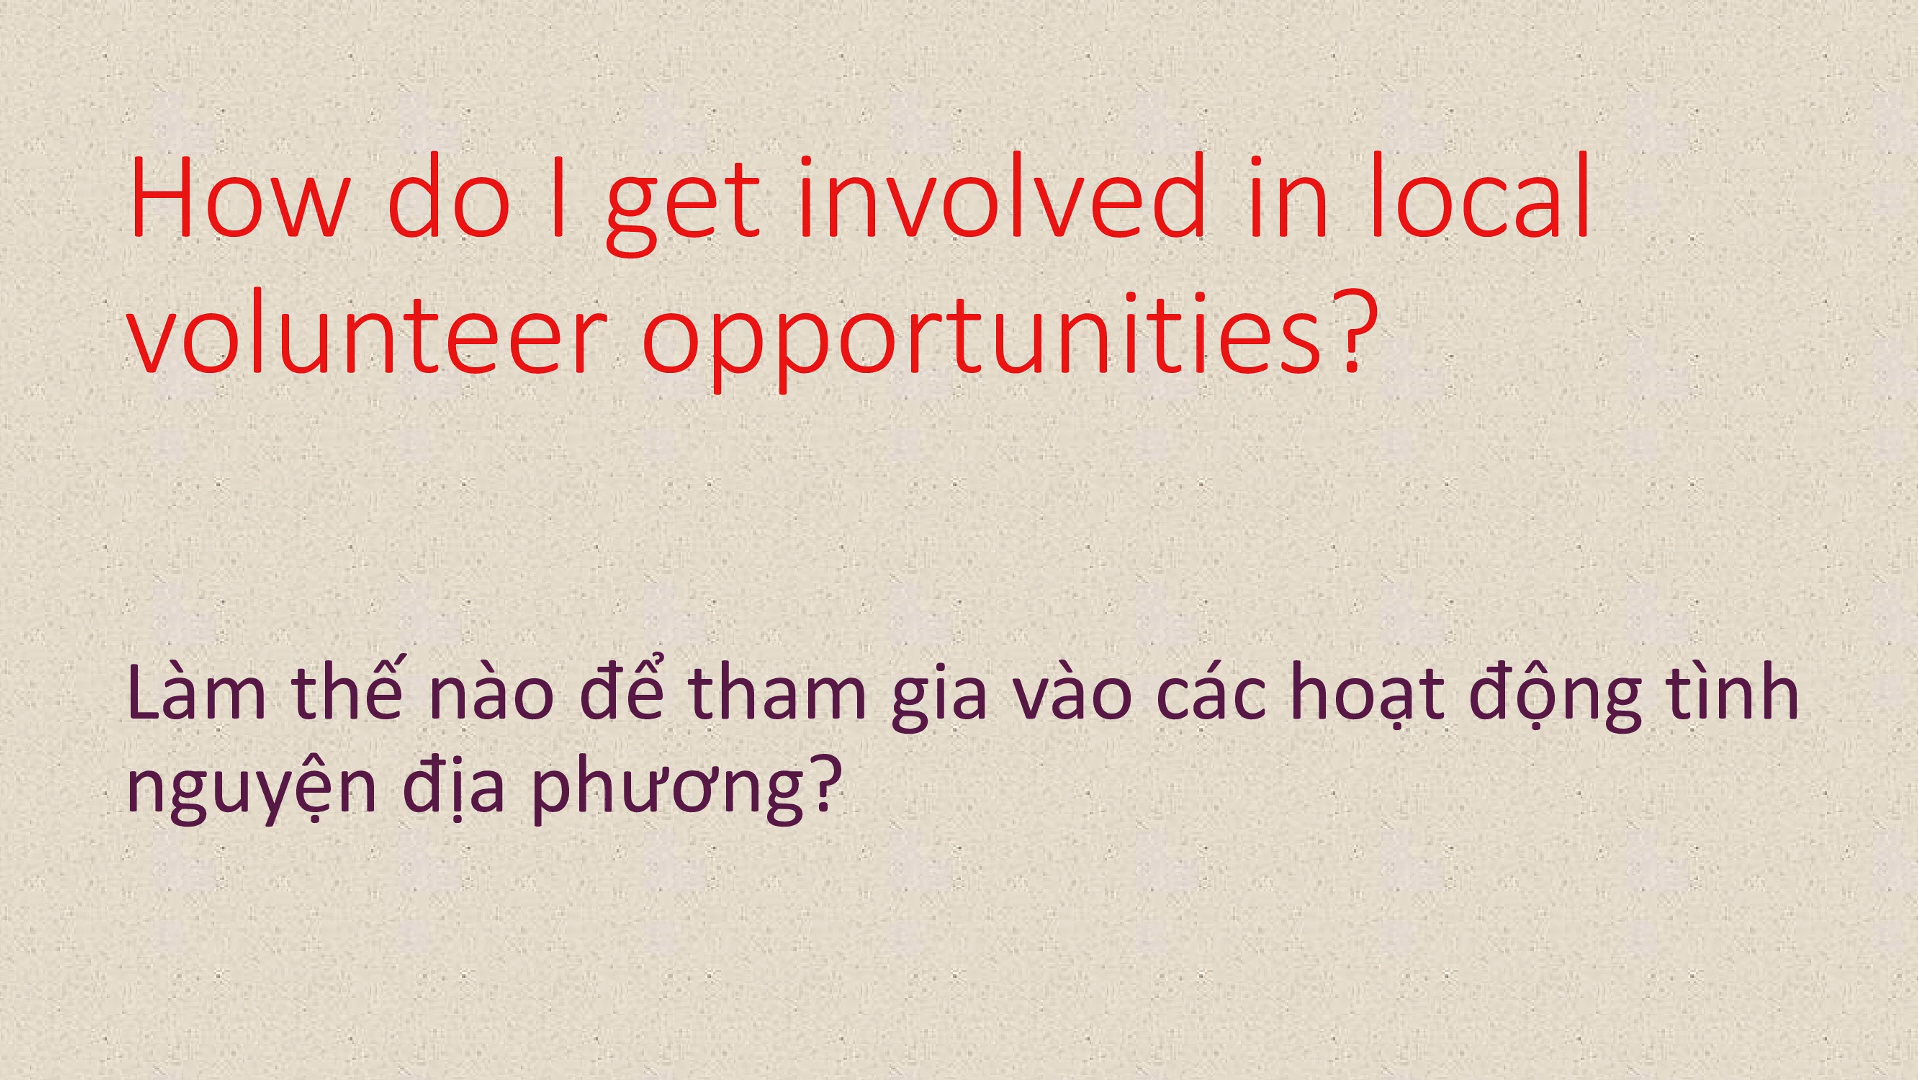 How do I get involved in local
volunteer opportunities?
Làm thế nào để tham gia vào các hoạt động tình
nguyện địa phương?